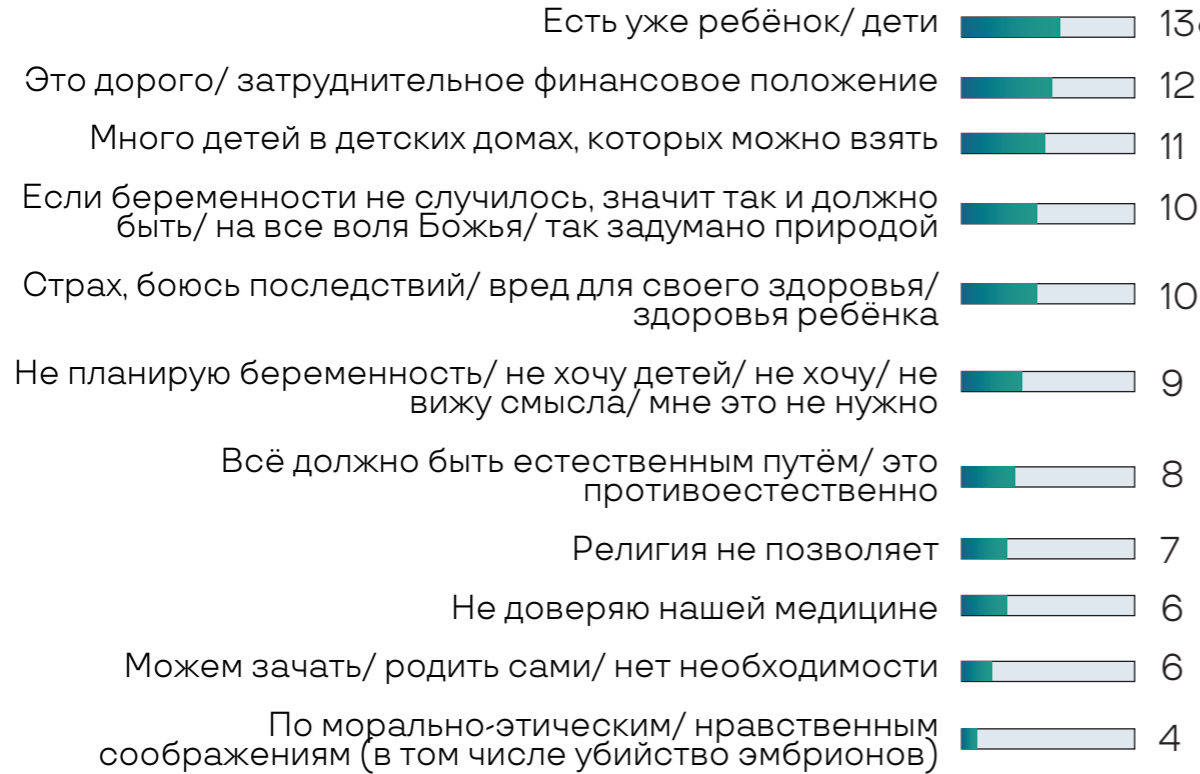 Есть уже ребёнок/ дети 13
Это дорого/ затруднительное финансовое положение 12
Много детей в детских домах, которых можно взять 11
Если беременности не случилось, значит так и должно
быть/ на все воля Божья/ так задумано природой 10
Страх, боюсь последствий/ вред для своего здоровья/
здоровья ребёнка 10
Не планирую беременность/ не хочу детей/ не хочу/ не
вижу смысла/ мне это не нужно 9
Всё должно быть естественным путём/ это
противоестественно 8
Религия не позволяет 7
Не доверяю нашей медицине 6
Можем зачать/ родить сами/ нет необходимости 6
По морально-этическим/ нравственным
соображениям (в том числе убийство эмбрионов) 4